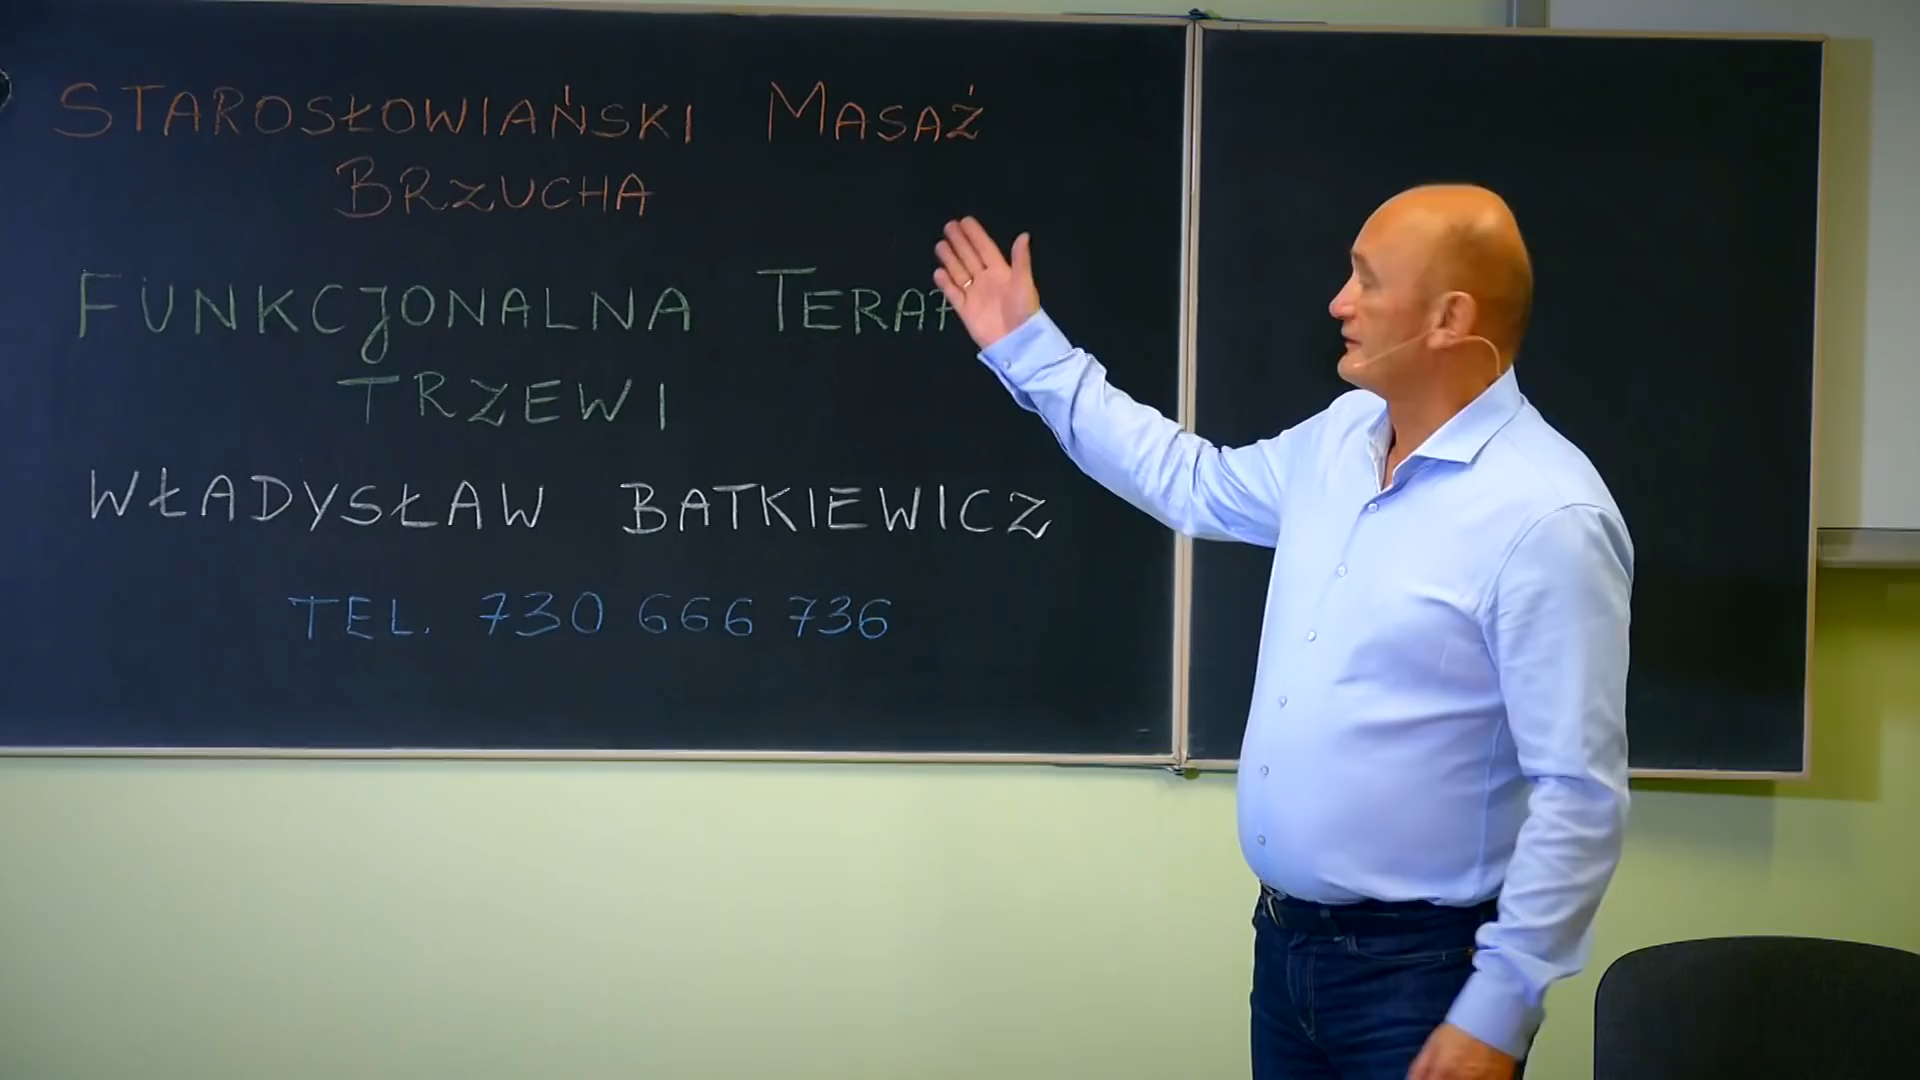 STAROSŁOWIAŃSKI MASAŻ
BRZUCHA
FUNKCJONALNA
TRZEWI
WŁADYSŁAW BATKIEWICZ
TEL. 730 666 736